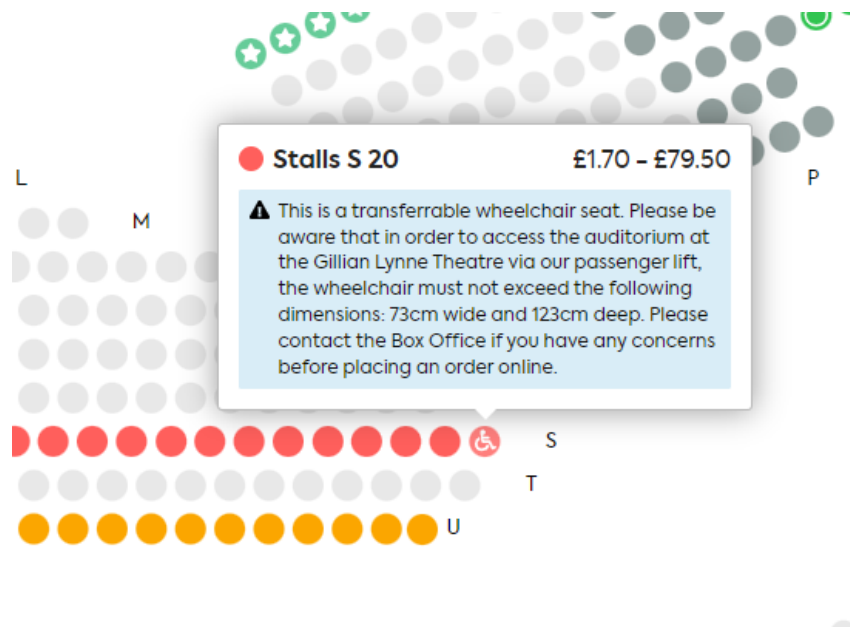 Stalls S 20 £1.70 – £79.50
L
P
This is a transferrable wheelchair seat. Please be
M
aware that in order to access the auditorium at
the Gillian Lynne Theatre via our passenger lift,
the wheelchair must not exceed the following
dimensions: 73cm wide and 123cm deep. Please
contact the Box Office if you have any concerns
before placing an order online.
S
T
U